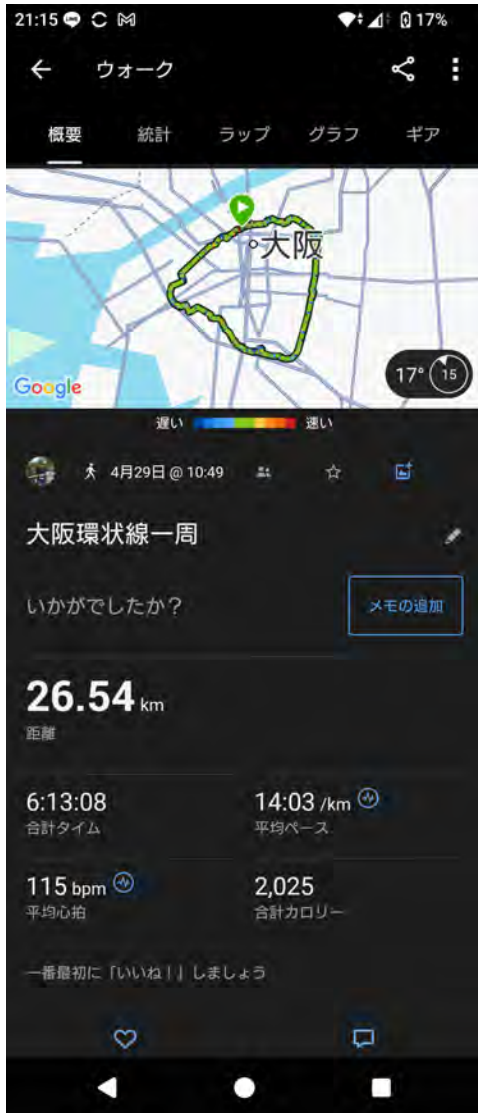 21:15 17%
ウォーク
概要 統計 ラップ グラフ ギア
大阪
Google
17° 15
遅い 速い
4月29日 @ 10:49
大阪環状線一周
いかがでしたか？
メモの追加
26.54 km
距離
6:13:08 14:03 /km
合計タイム 平均ペース
115 bpm 2,025
平均心拍 合計カロリー
一番最初に「いいね！」しましょう